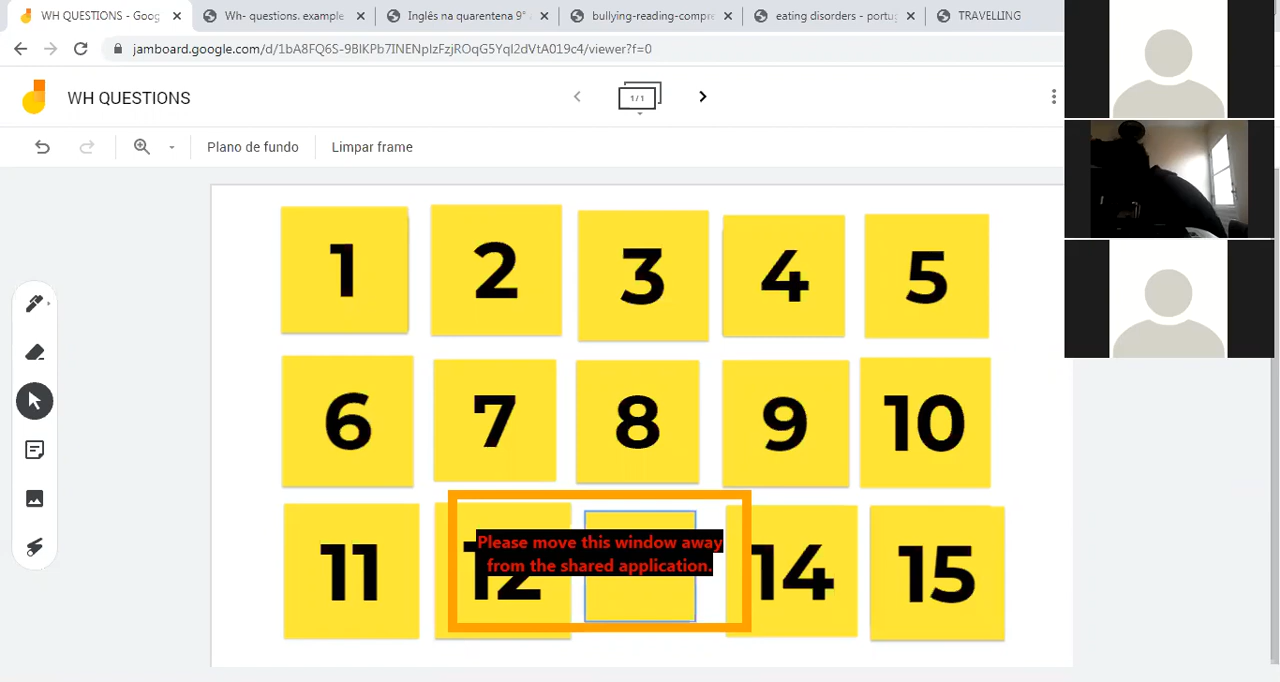 WH QUESTIONS - Goog
Wh- questions. example
Inglês na quarentena 9°
bullying-reading-compre
eating disorders - portug
TRAVELLING
jamboard.google.com/d/1bA8FQ6S-9BIKPb7INENpIzFzjROqG5YqI2dVtA019c4/viewer?f=0
WH QUESTIONS
1/1
Plano de fundo
Limpar frame
1 2 3 4 5
6 7 8 9 10
11 12 14 15
Please move this window away
from the shared application.